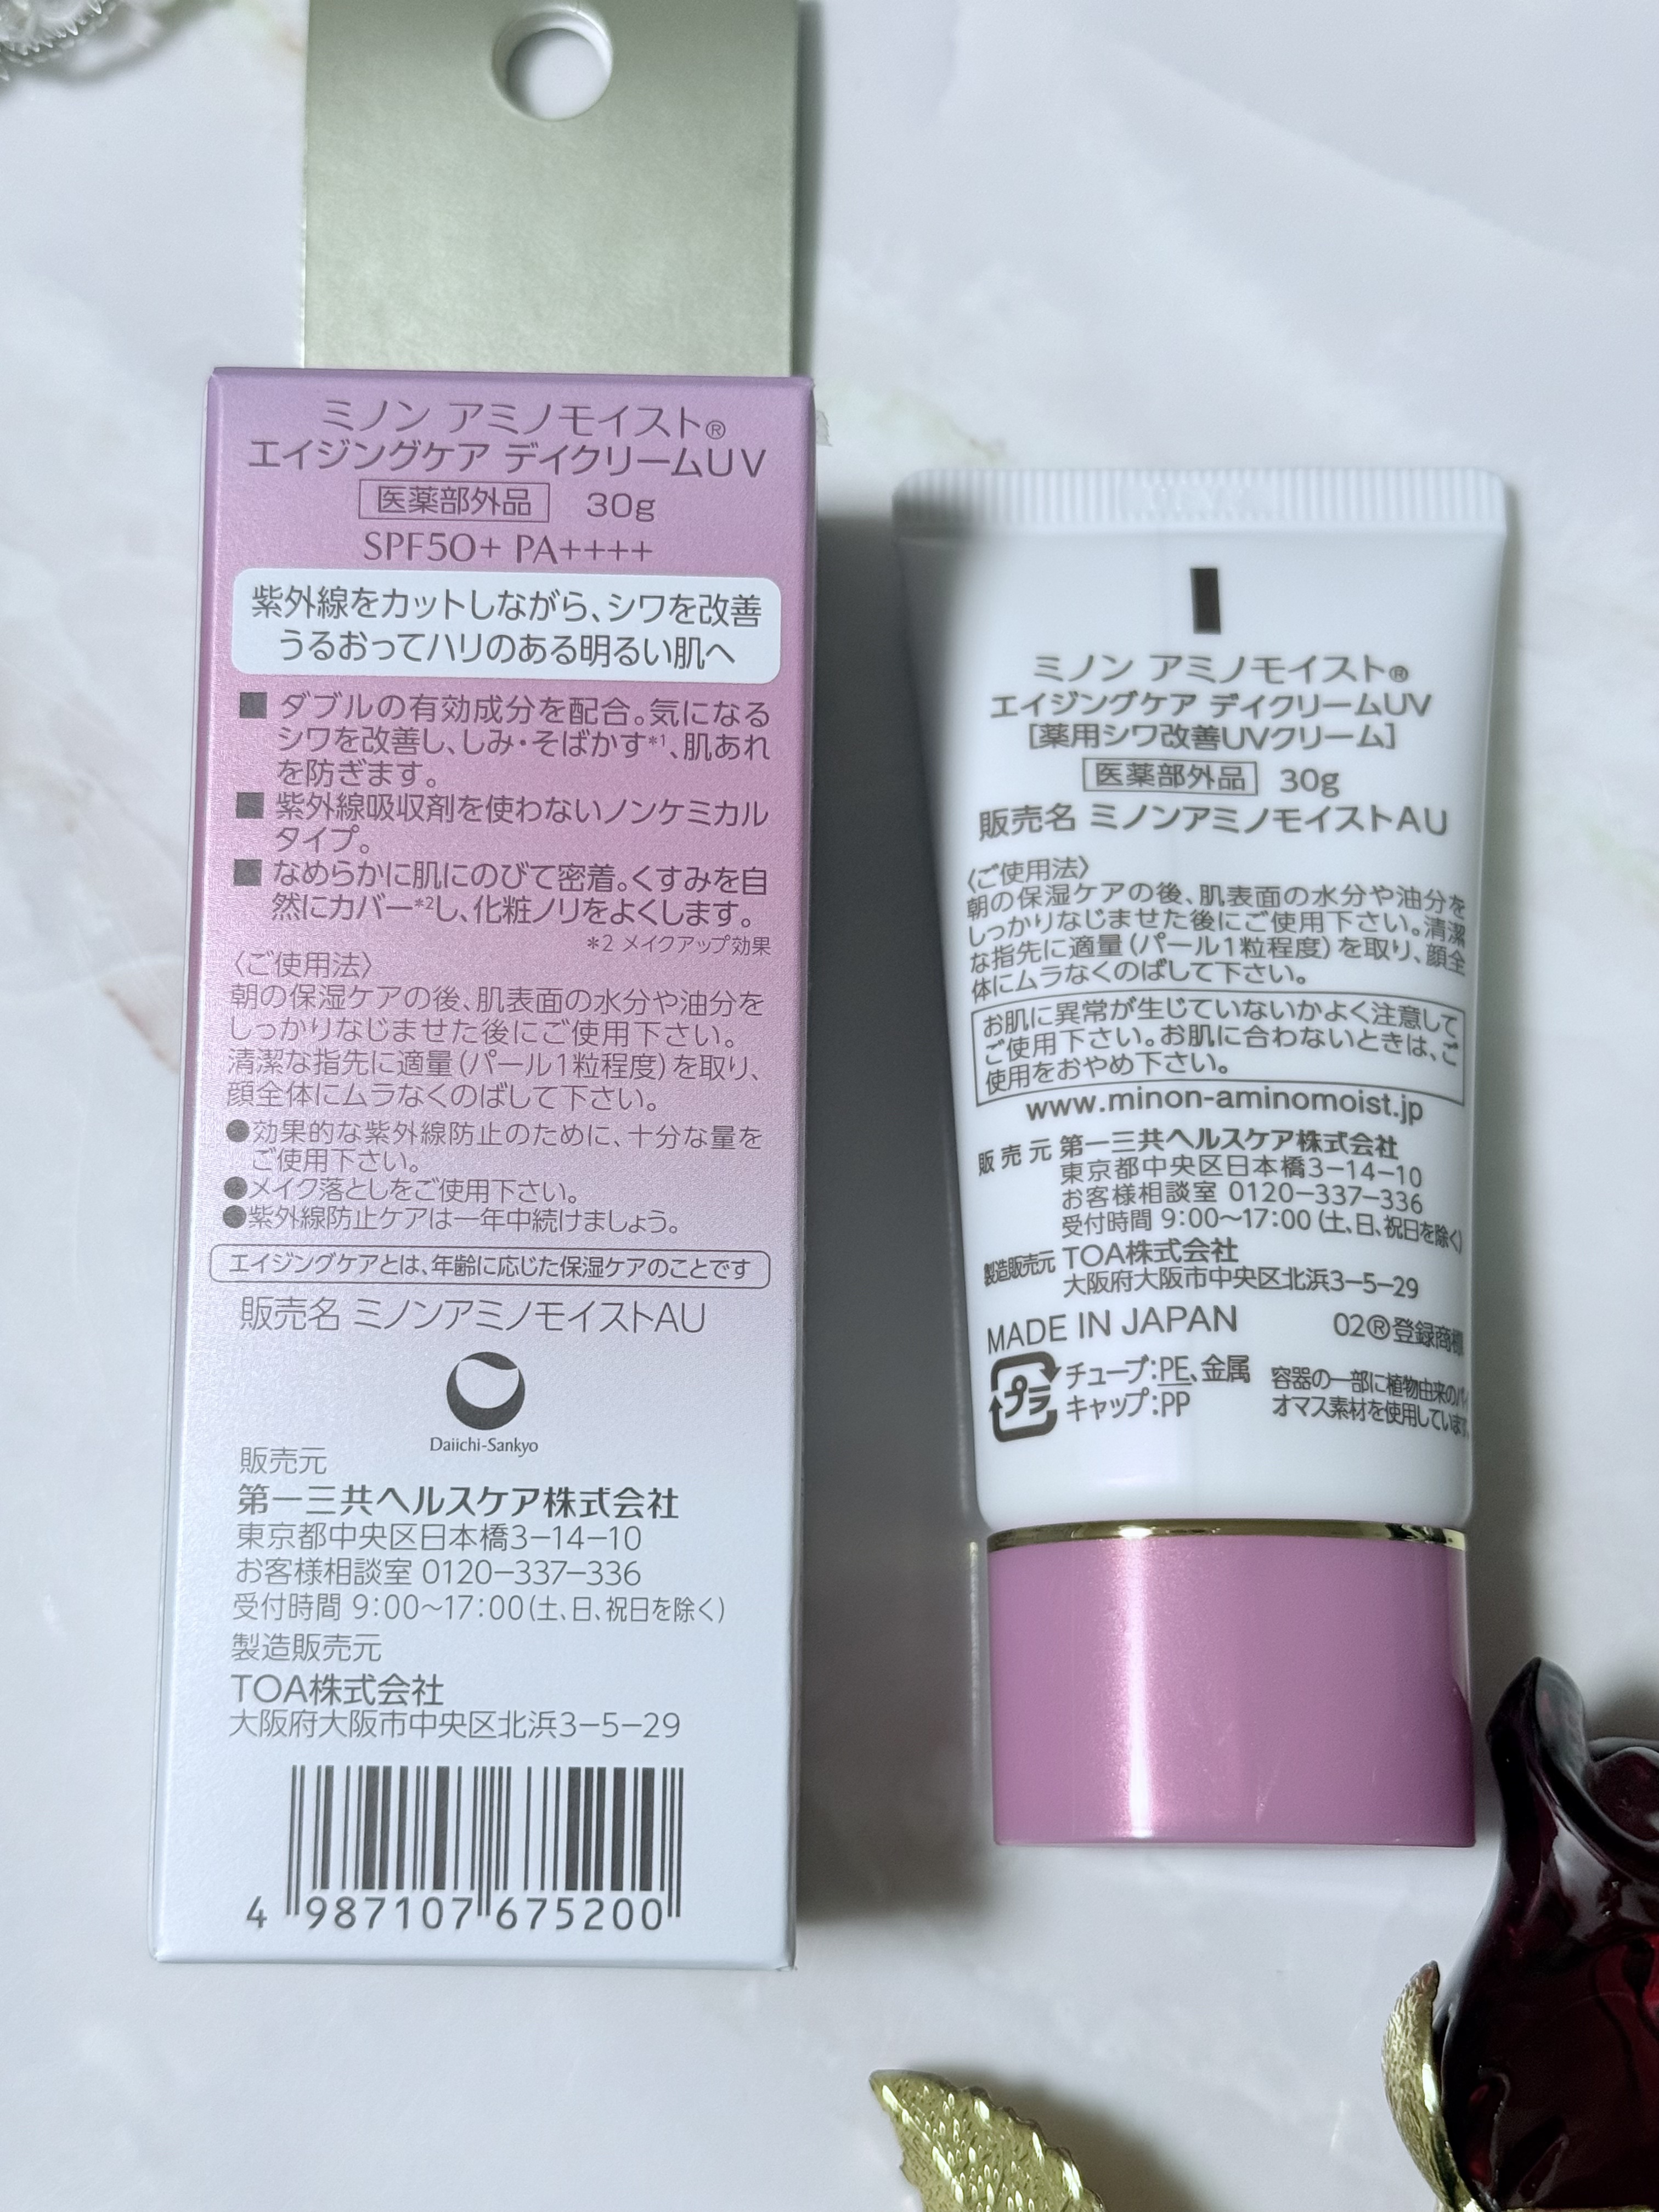 ミノン アミノモイスト®
エイジングケア デイクリームUV
医薬部外品 30g
SPF50+ PA++++
紫外線をカットしながら、シワを改善
うるおってハリのある明るい肌へ
■ ダブルの有効成分を配合。気になる
シワを改善し、しみ・そばかす*1、肌あれ
を防ぎます。
■ 紫外線吸収剤を使わないノンケミカル
タイプ。
■ なめらかに肌にのびて密着。くすみを自
然にカバー*2し、化粧ノリをよくします。
*2 メイクアップ効果
〈ご使用法〉
朝の保湿ケアの後、肌表面の水分や油分を
しっかりなじませた後にご使用下さい。
清潔な指先に適量(パール1粒程度)を取り、
顔全体にムラなくのばして下さい。
●効果的な紫外線防止のために、十分な量を
ご使用下さい。
●メイク落としをご使用下さい。
●紫外線防止ケアは一年中続けましょう。
エイジングケアとは、年齢に応じた保湿ケアのことです
販売名 ミノンアミノモイストAU
Daiichi-Sankyo
販売元
第一三共ヘルスケア株式会社
東京都中央区日本橋3-14-10
お客様相談室 0120-337-336
受付時間 9:00〜17:00(土、日、祝日を除く)
製造販売元
TOA株式会社
大阪府大阪市中央区北浜3-5-29
4 987107 675200
ミノン アミノモイスト®
エイジングケア デイクリームUV
[薬用シワ改善UVクリーム]
医薬部外品 30g
販売名 ミノンアミノモイストAU
〈ご使用法〉
朝の保湿ケアの後、肌表面の水分や油分を
しっかりなじませた後にご使用下さい。清潔
な指先に適量(パール1粒程度)を取り、顔全
体にムラなくのばして下さい。
お肌に異常が生じていないかよく注意して
ご使用下さい。お肌に合わないときは、ご
使用をおやめ下さい。
www.minon-aminomoist.jp
販売元 第一三共ヘルスケア株式会社
東京都中央区日本橋3-14-10
お客様相談室 0120-337-336
受付時間 9:00〜17:00(土、日、祝日を除く)
製造販売元 TOA株式会社
大阪府大阪市中央区北浜3-5-29
MADE IN JAPAN 02®登録商標
プラ チューブ:PE、金属
キャップ:PP
容器の一部に植物由来のバイ
オマス素材を使用しています。